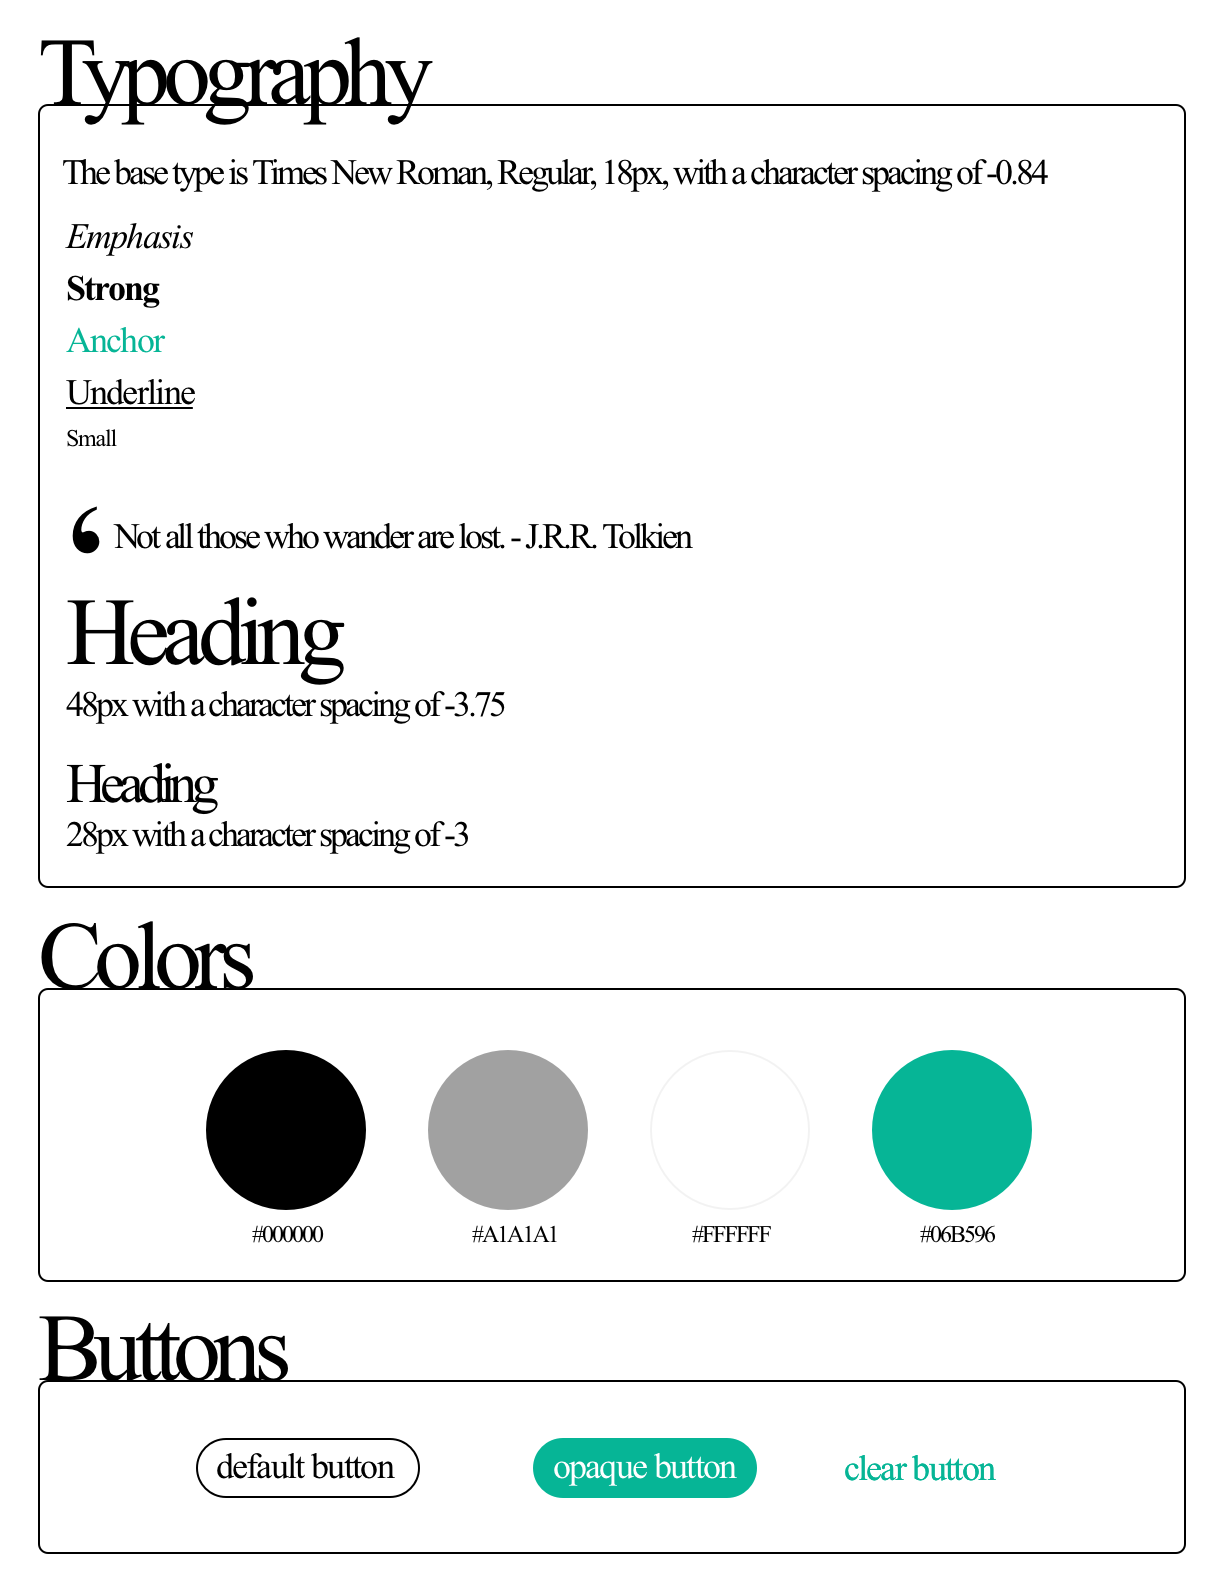 Typography
The base type is Times New Roman, Regular, 18px, with a character spacing of -0.84
Emphasis
Strong
Anchor
Underline
Small
‘ Not all those who wander are lost. - J.R.R. Tolkien
Heading
48px with a character spacing of -3.75
Heading
28px with a character spacing of -3
Colors
#000000 #A1A1A1 #FFFFFF #06B596
Buttons
default button opaque button clear button